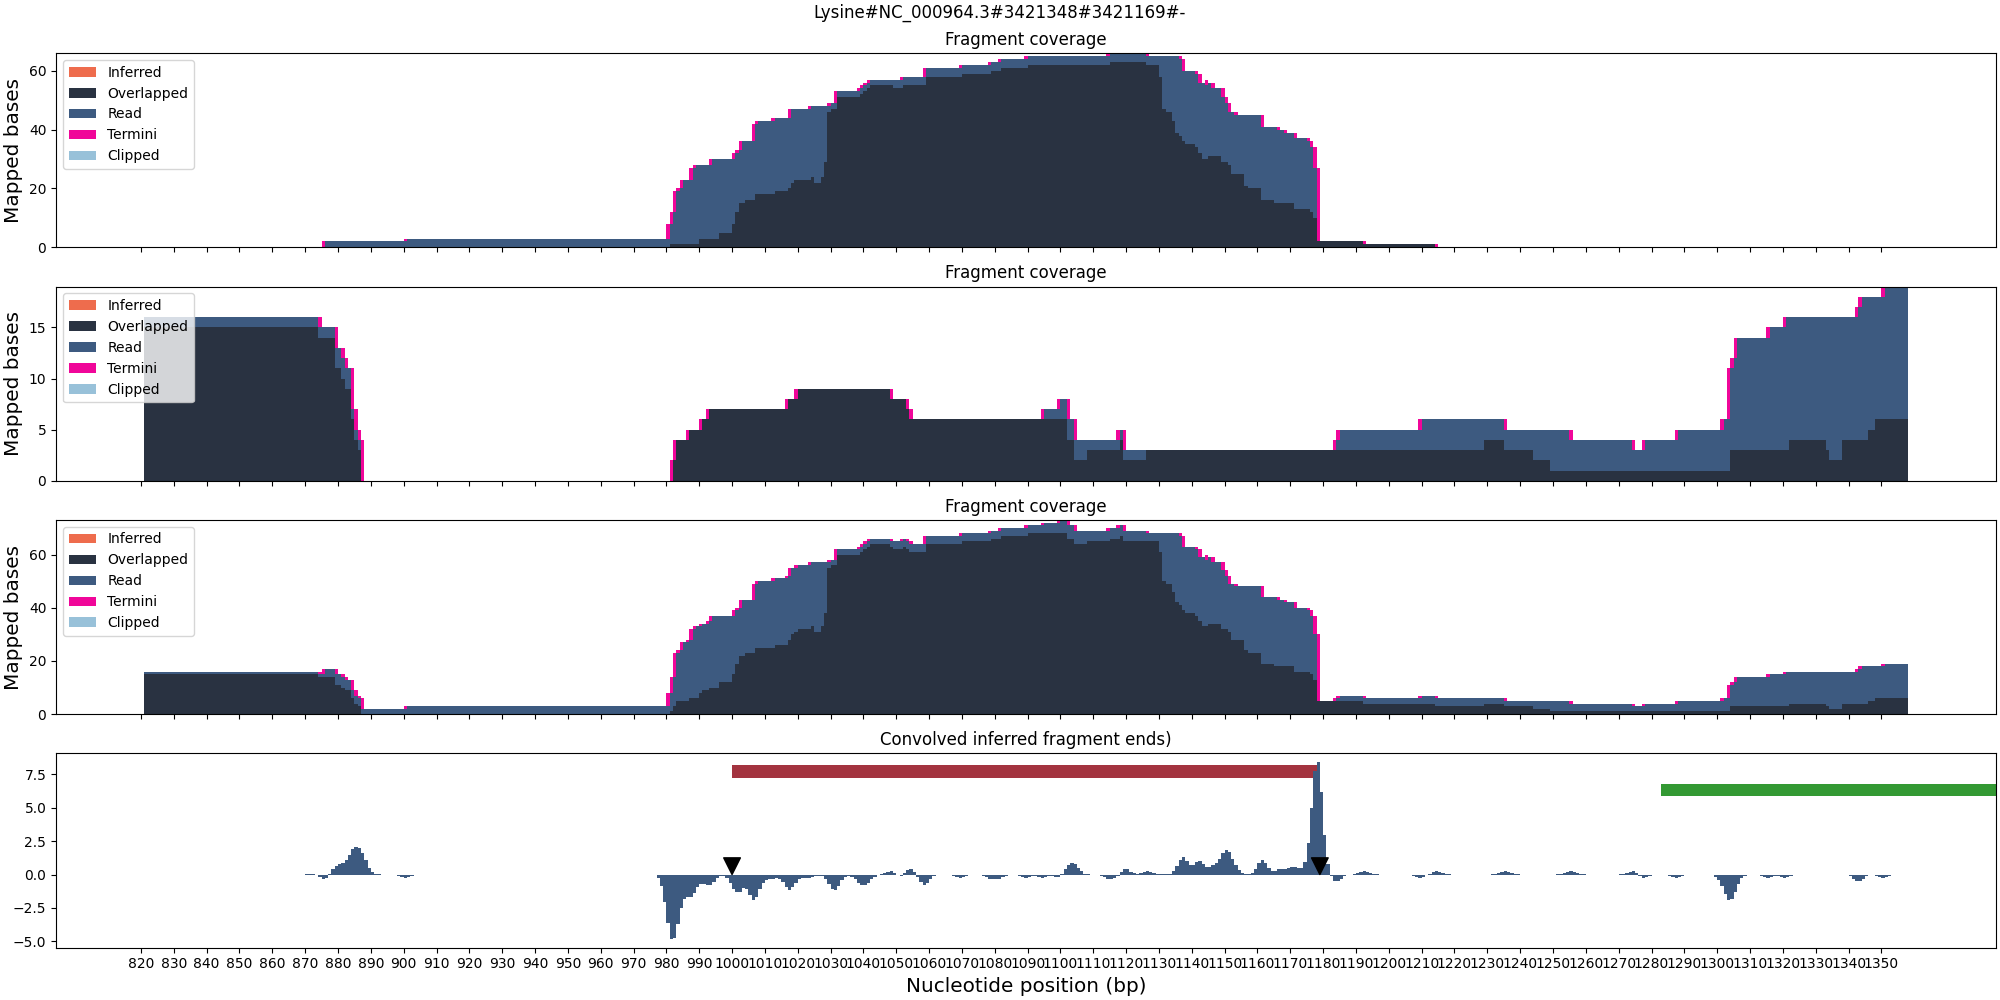 Lysine#NC_000964.3#3421348#3421169#-
Fragment coverage
Mapped bases
60
40
20
0
Inferred
Overlapped
Read
Termini
Clipped
Fragment coverage
Mapped bases
15
10
5
0
Inferred
Overlapped
Read
Termini
Clipped
Fragment coverage
Mapped bases
60
40
20
0
Inferred
Overlapped
Read
Termini
Clipped
Convolved inferred fragment ends)
7.5
5.0
2.5
0.0
−2.5
−5.0
820 830 840 850 860 870 880 890 900 910 920 930 940 950 960 970 980 990 1000 1010 1020 1030 1040 1050 1060 1070 1080 1090 1100 1110 1120 1130 1140 1150 1160 1170 1180 1190 1200 1210 1220 1230 1240 1250 1260 1270 1280 1290 1300 1310 1320 1330 1340 1350
Nucleotide position (bp)